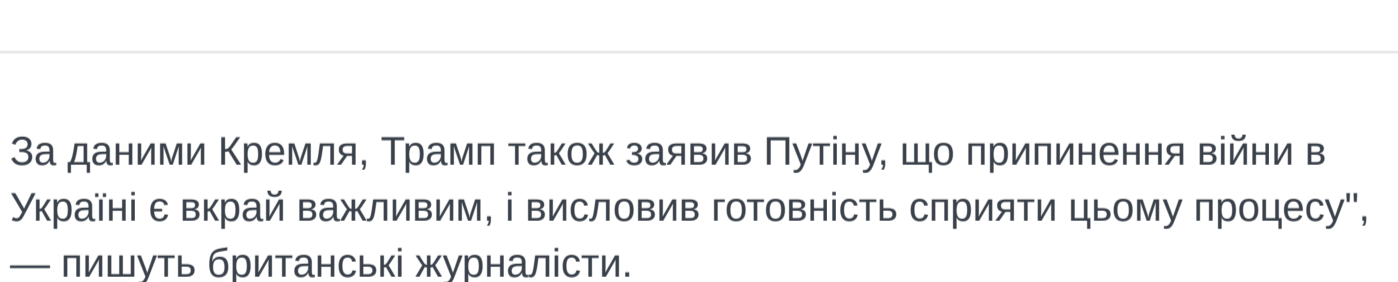 За даними Кремля, Трамп також заявив Путіну, що припинення війни в
Україні є вкрай важливим, і висловив готовність сприяти цьому процесу",
— пишуть британські журналісти.